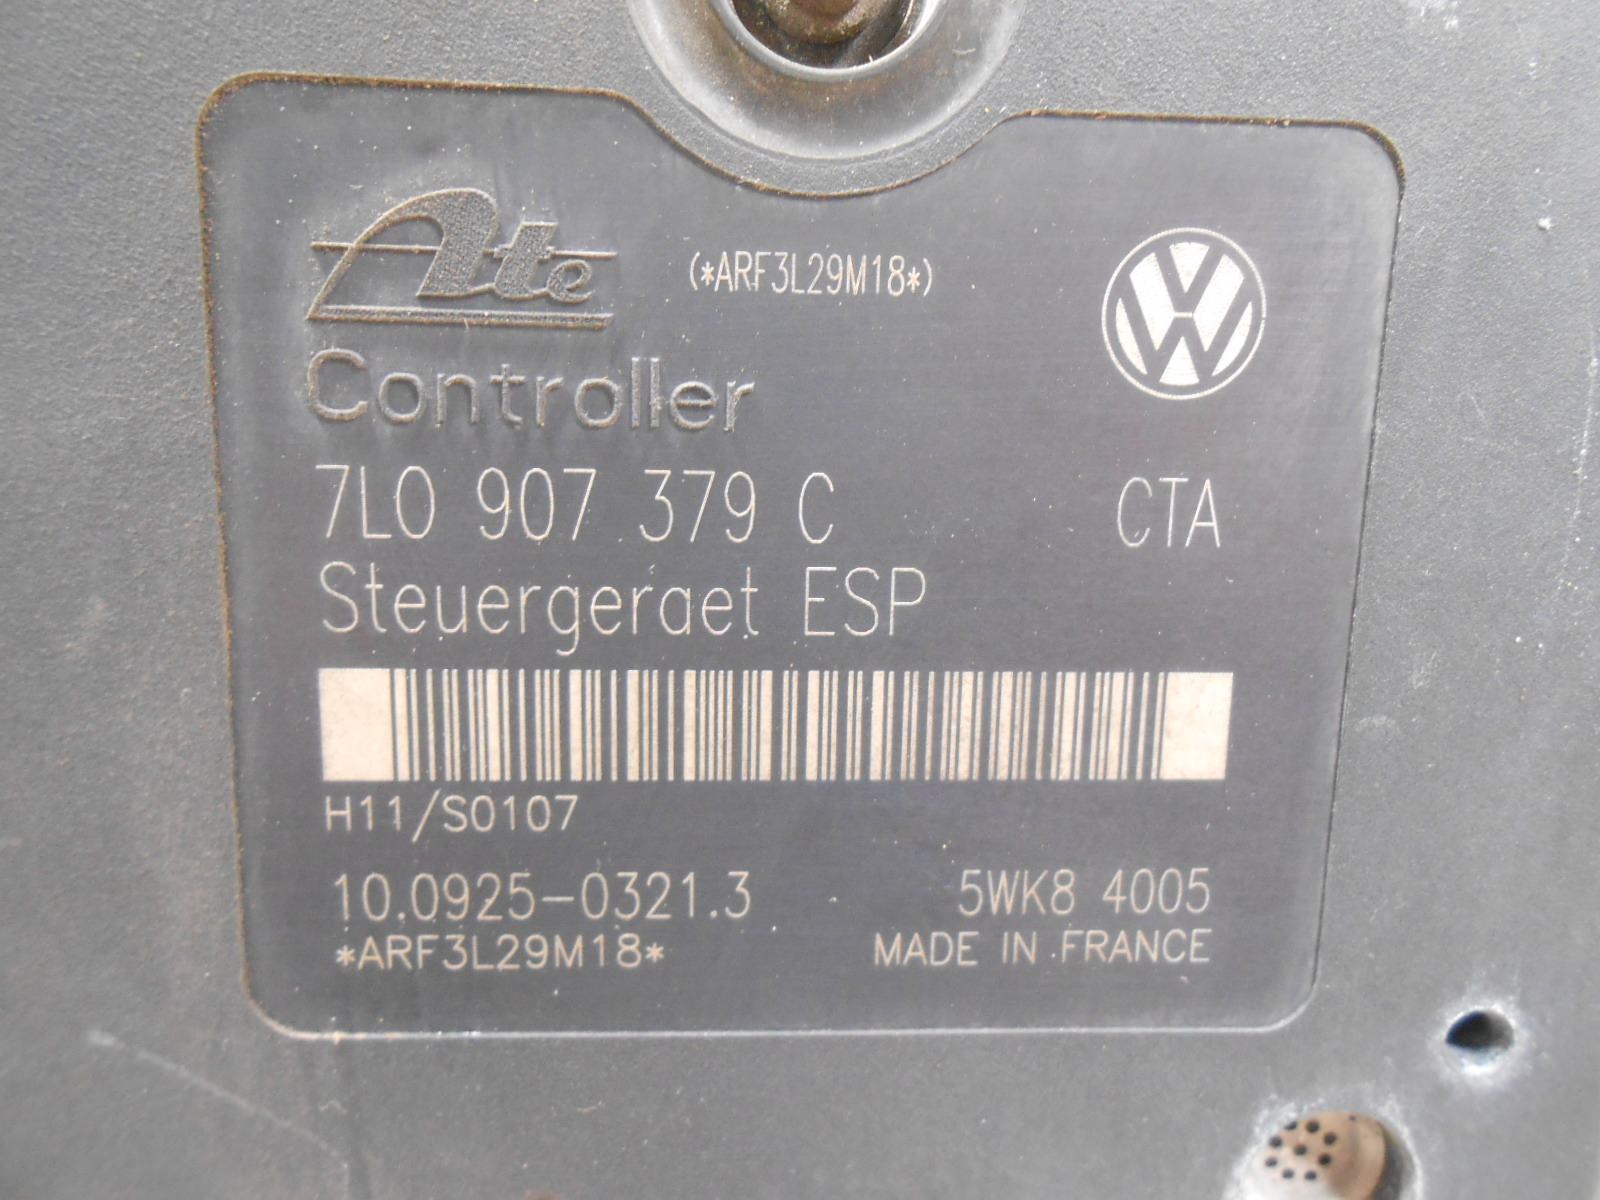 Ate (*ARF3L29M18*)
Controller
7L0 907 379 C CTA
Steuergeraet ESP
H11/S0107
10.0925-0321.3 5WK8 4005
*ARF3L29M18* MADE IN FRANCE